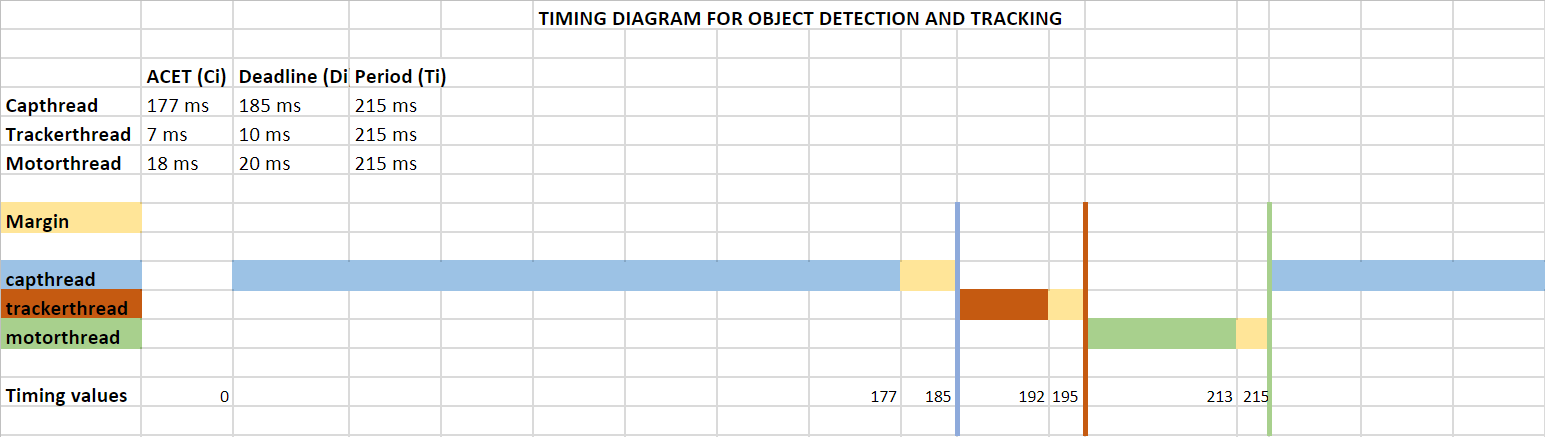 TIMING DIAGRAM FOR OBJECT DETECTION AND TRACKING
ACET (Ci) Deadline (Di Period (Ti)
Capthread 177 ms 185 ms 215 ms
Trackerthread 7 ms 10 ms 215 ms
Motorthread 18 ms 20 ms 215 ms
Margin
capthread
trackerthread
motorthread
Timing values 0 177 185 192 195 213 215